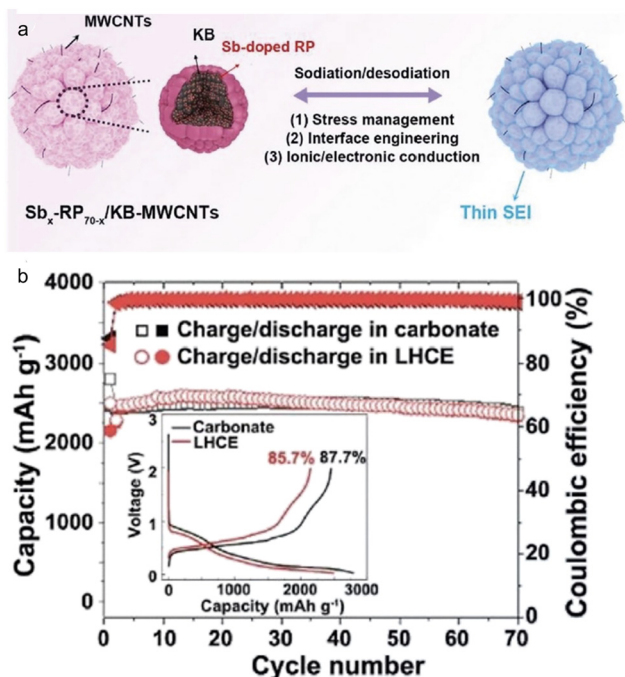 a
MWCNTs
KB
Sb-doped RP
Sodiation/desodiation
(1) Stress management
(2) Interface engineering
(3) Ionic/electronic conduction
Sbₓ-RP₇₀₋ₓ/KB-MWCNTs
Thin SEI
b
Capacity (mAh g⁻¹)
4000
3000
2000
1000
0
Charge/discharge in carbonate
Charge/discharge in LHCE
Carbonate
LHCE
85.7%
87.7%
Voltage (V)
3
2
1
0
0
1000
2000
3000
Capacity (mAh g⁻¹)
100
80
60
40
20
0
Coulombic efficiency (%)
0
10
20
30
40
50
60
70
Cycle number